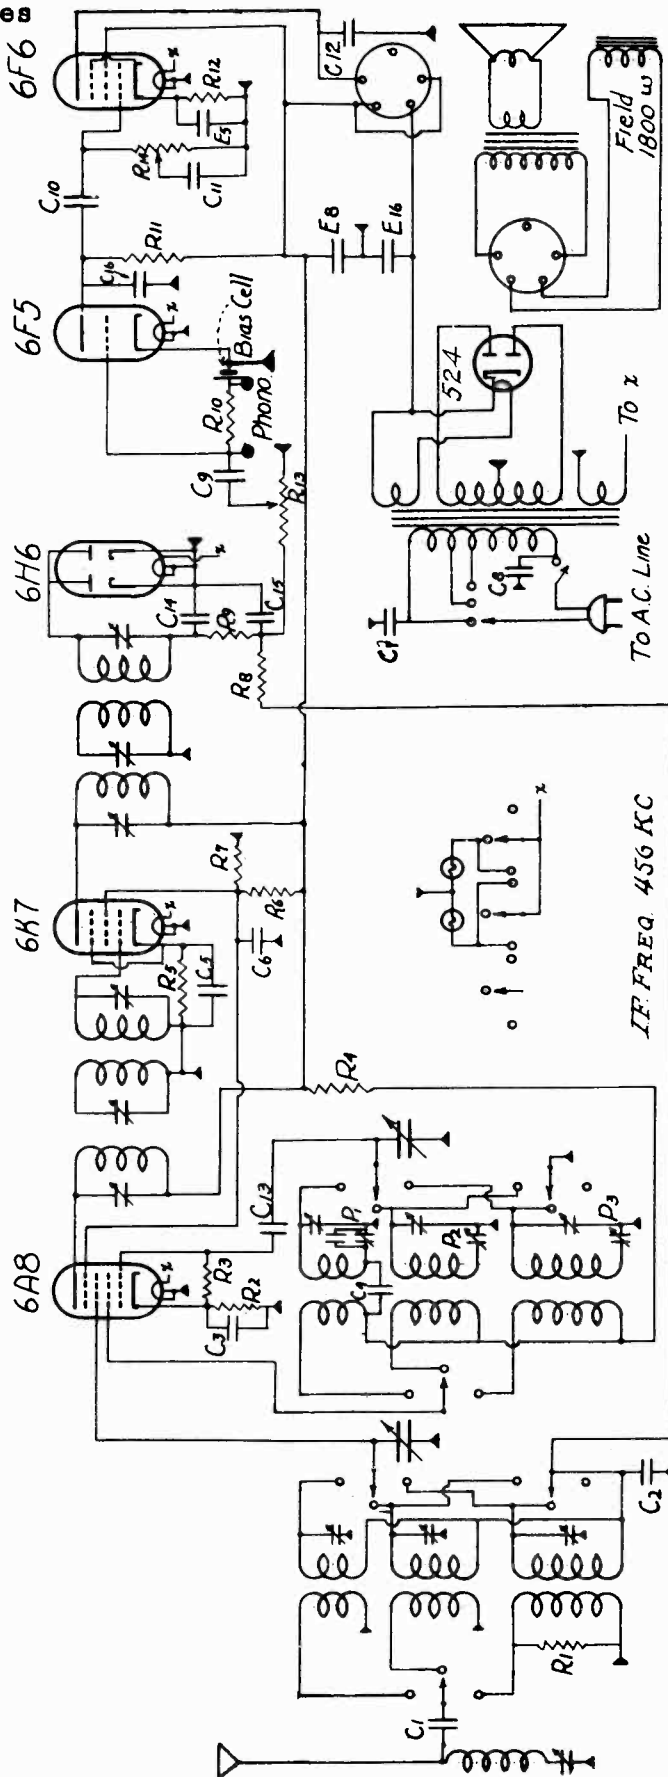 es
6A8
6K7
6H6
6F5
6F6
C10
R12
E5
R14
C11
C12
R11
C16
E8
E16
Bias Cell
Phono.
R10
C9
R13
C14
R9
C15
R8
R7
R6
C6
R5
C5
R4
C13
R3
R2
C3
C4
P1
P2
P3
C1
R1
C2
x
x
x
x
x
x
524
To x
C7
C8
To A.C. Line
Field
1800 w
I.F. FREQ. 456 KC